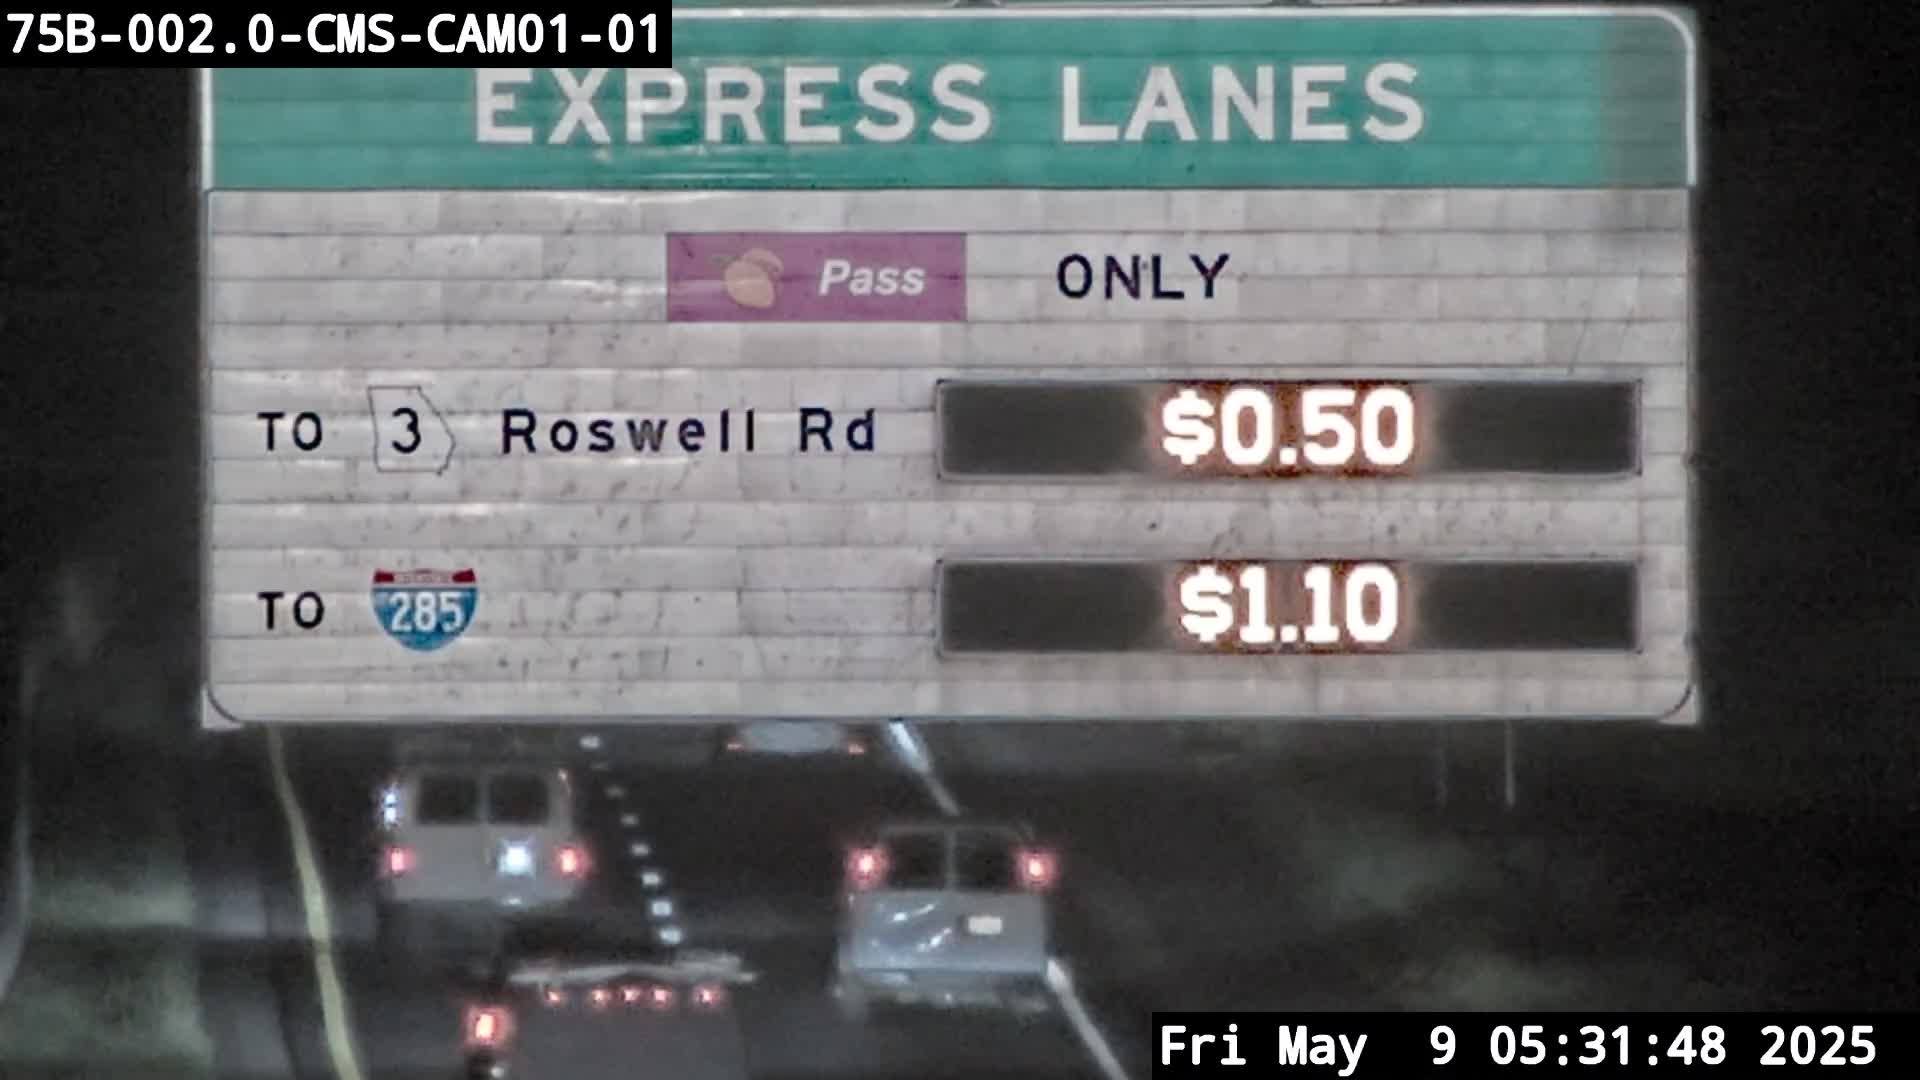 75B-002.0-CMS-CAM01-01
EXPRESS LANES
Pass ONLY
TO 3 Roswell Rd $0.50
TO 285 $1.10
Fri May 9 05:31:48 2025